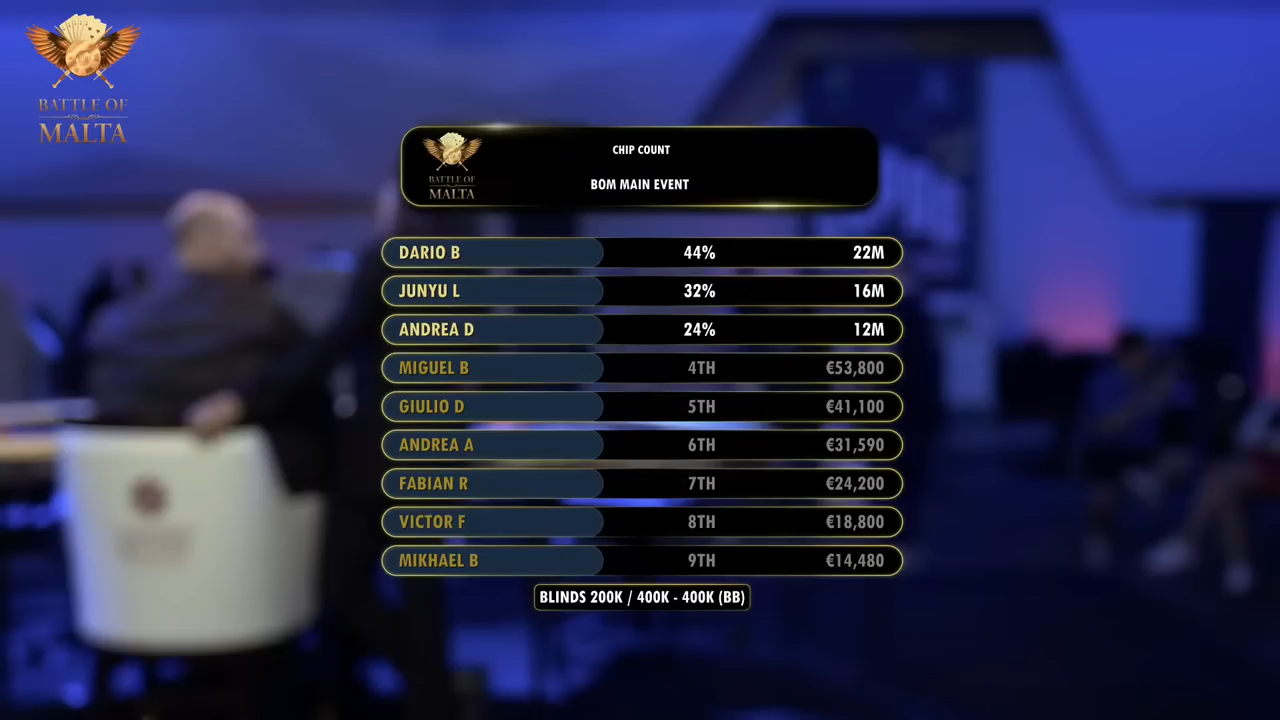 BATTLE OF
MALTA
CHIP COUNT
BOM MAIN EVENT
BATTLE OF
MALTA
DARIO B 44% 22M
JUNYU L 32% 16M
ANDREA D 24% 12M
MIGUEL B 4TH €53,800
GIULIO D 5TH €41,100
ANDREA A 6TH €31,590
FABIAN R 7TH €24,200
VICTOR F 8TH €18,800
MIKHAEL B 9TH €14,480
BLINDS 200K / 400K - 400K (BB)